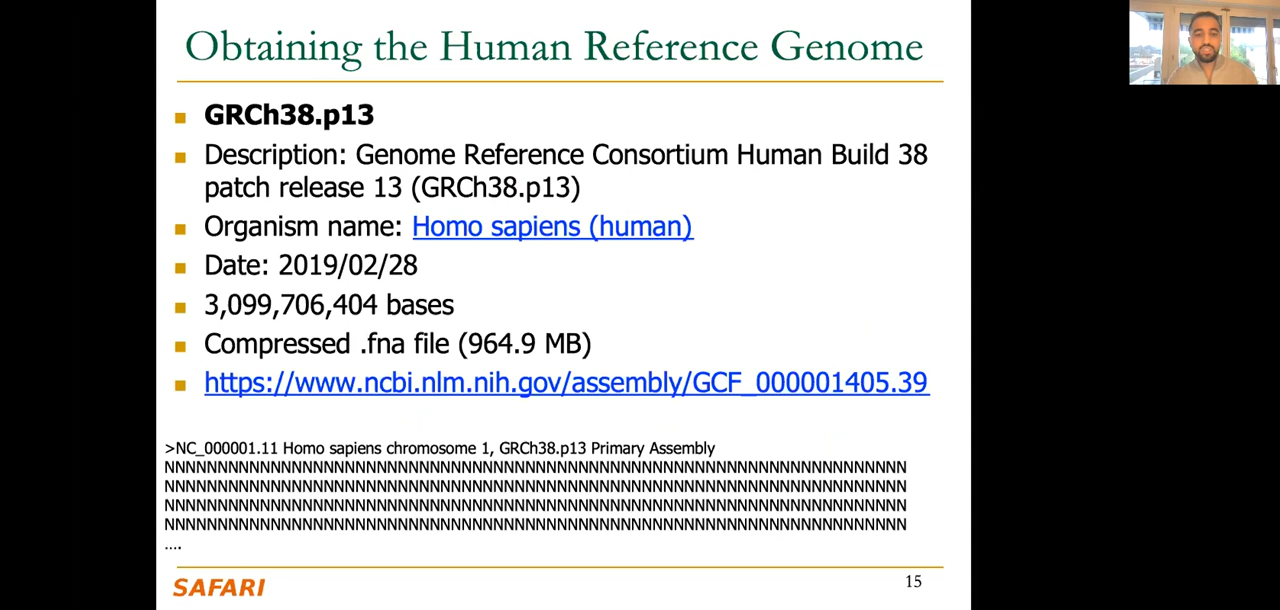 Obtaining the Human Reference Genome
GRCh38.p13
Description: Genome Reference Consortium Human Build 38
patch release 13 (GRCh38.p13)
Organism name: Homo sapiens (human)
Date: 2019/02/28
3,099,706,404 bases
Compressed .fna file (964.9 MB)
https://www.ncbi.nlm.nih.gov/assembly/GCF_000001405.39
>NC_000001.11 Homo sapiens chromosome 1, GRCh38.p13 Primary Assembly
NNNNNNNNNNNNNNNNNNNNNNNNNNNNNNNNNNNNNNNNNNNNNNNNNNNNNNNNNNNNNNNNNNNNNN
NNNNNNNNNNNNNNNNNNNNNNNNNNNNNNNNNNNNNNNNNNNNNNNNNNNNNNNNNNNNNNNNNNNNNN
NNNNNNNNNNNNNNNNNNNNNNNNNNNNNNNNNNNNNNNNNNNNNNNNNNNNNNNNNNNNNNNNNNNNNN
NNNNNNNNNNNNNNNNNNNNNNNNNNNNNNNNNNNNNNNNNNNNNNNNNNNNNNNNNNNNNNNNNNNNNN
....
SAFARI
15